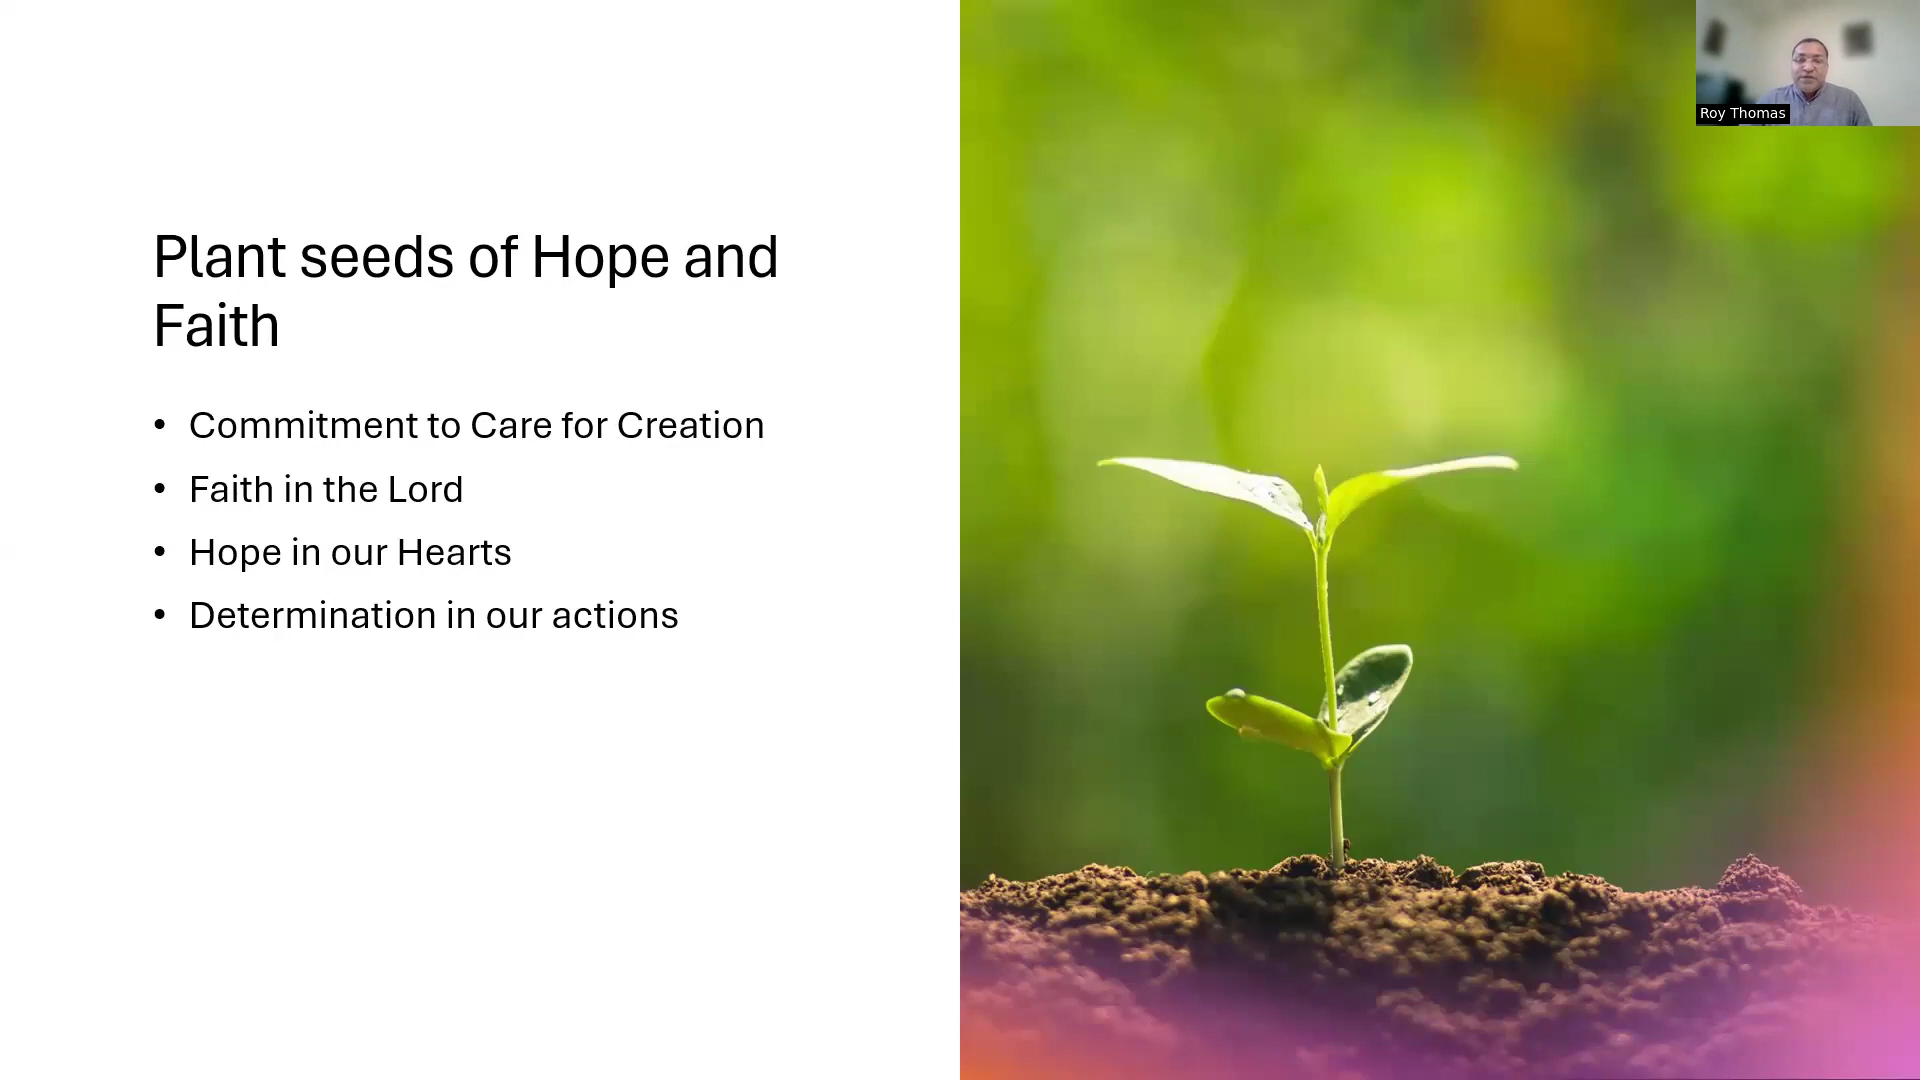 Plant seeds of Hope and
Faith
• Commitment to Care for Creation
• Faith in the Lord
• Hope in our Hearts
• Determination in our actions
Roy Thomas